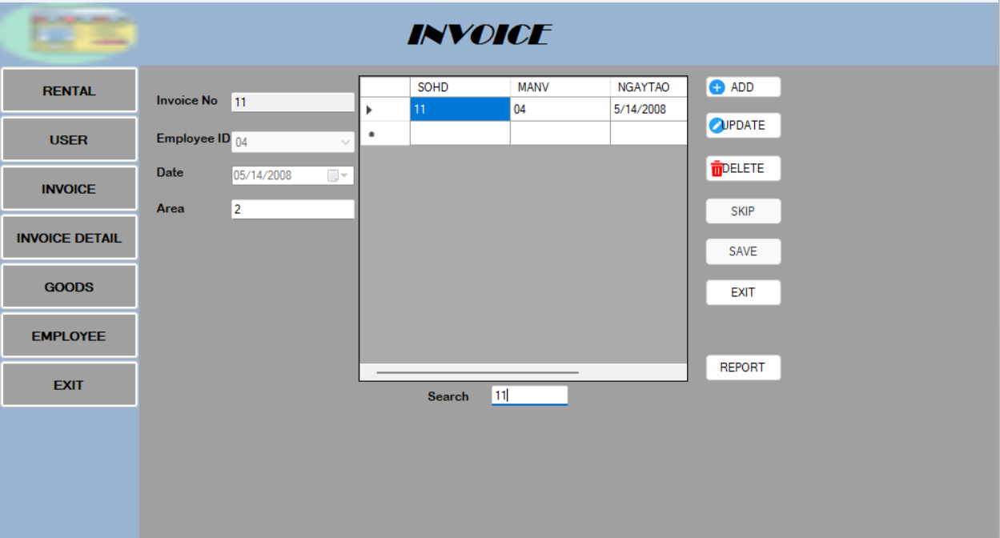 INVOICE
RENTAL
USER
INVOICE
INVOICE DETAIL
GOODS
EMPLOYEE
EXIT
Invoice No 11
Employee ID 04
Date 05/14/2008
Area 2
SOHD MANV NGAYTAO
11 04 5/14/2008
Search 11
ADD
UPDATE
DELETE
SKIP
SAVE
EXIT
REPORT